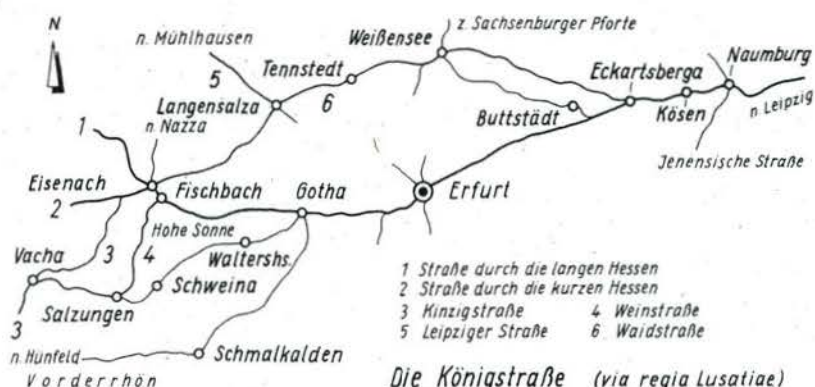 N
z. Sachsenburger Pforte
n. Mühlhausen
Weißensee
Naumburg
Tennstedt
Eckartsberga
5
6
Langensalza
Buttstädt
Kösen
n. Leipzig
n. Nazza
1
Jenensische Straße
Eisenach
Fischbach
Gotha
Erfurt
2
Hohe Sonne
Vacha
3
4
Waltershs.
Schweina
Salzungen
3
n. Hünfeld
Schmalkalden
Vorderrhön
1 Straße durch die langen Hessen
2 Straße durch die kurzen Hessen
3 Kinzigstraße 4 Weinstraße
5 Leipziger Straße 6 Waidstraße
Die Königstraße (via regia Lusatiae)